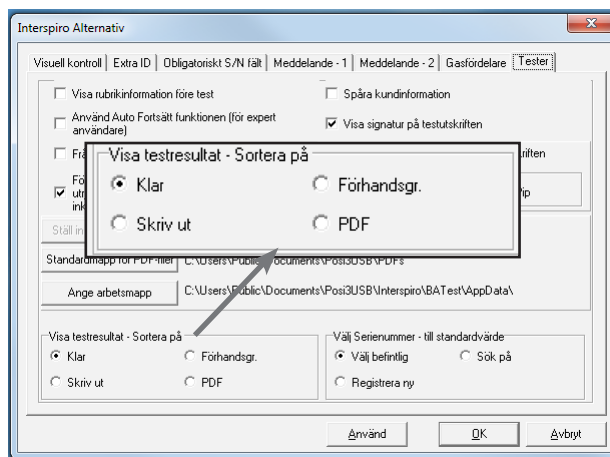 Interspiro Alternativ
Visuell kontroll Extra ID Obligatoriskt S/N fält Meddelande - 1 Meddelande - 2 Gasfördelare Tester
Visa rubrikinformation före test
Spåra kundinformation
Använd Auto Fortsätt funktionen (för expert
användare)
Visa signatur på testutskriften
Visa testresultat - Sortera på
Klar
Förhandsgr.
Skriv ut
PDF
Standardmapp för PDF-filer
C:\Users\Public\Documents\Posi3USB\PDFs
Ange arbetsmapp
C:\Users\Public\Documents\Posi3USB\Interspiro\BATest\AppData\
Visa testresultat - Sortera på
Klar
Förhandsgr.
Skriv ut
PDF
Välj Serienummer - till standardvärde
Välj befintlig
Sök på
Registrera ny
Använd
OK
Avbryt